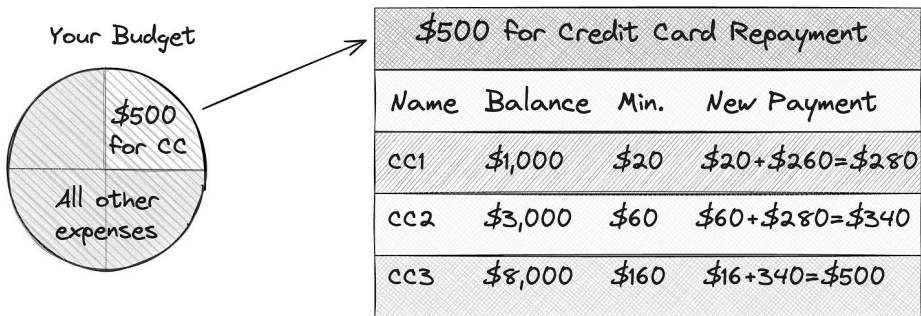 Your Budget
$500
for CC
All other
expenses
$500 for Credit Card Repayment
Name Balance Min. New Payment
CC1 $1,000 $20 $20+$260=$280
CC2 $3,000 $60 $60+$280=$340
CC3 $8,000 $160 $16+340=$500